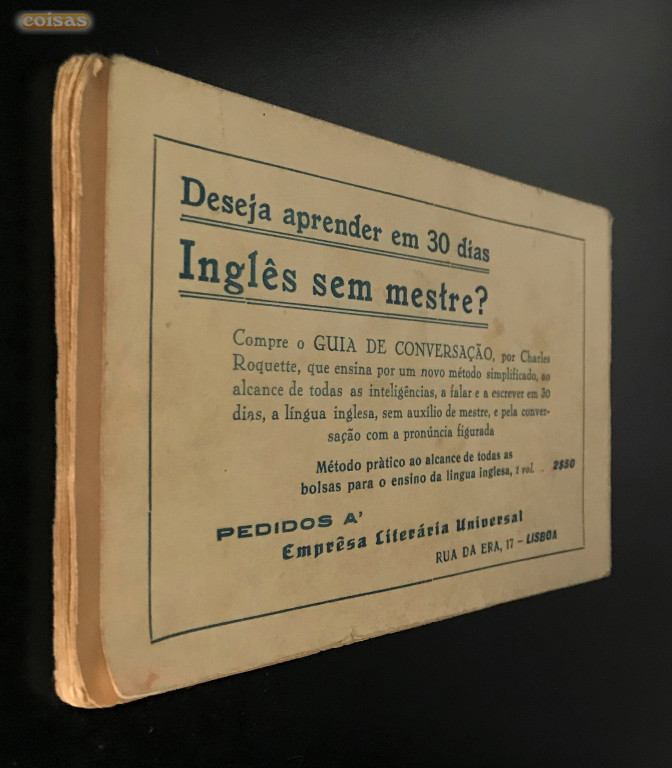 coisas
Deseja aprender em 30 dias
Inglês sem mestre?
Compre o GUIA DE CONVERSAÇÃO, por Charles
Roquette, que ensina por um novo método simplificado, ao
alcance de todas as inteligências, a falar e a escrever em 30
dias, a língua inglesa, sem auxílio de mestre, e pela conver-
sação com a pronúncia figurada
Método pràtico ao alcance de todas as
bolsas para o ensino da lingua inglesa, 1 vol. . 2$50
PEDIDOS A'
Emprêsa Literária Universal
RUA DA ERA, 17 — LISBOA